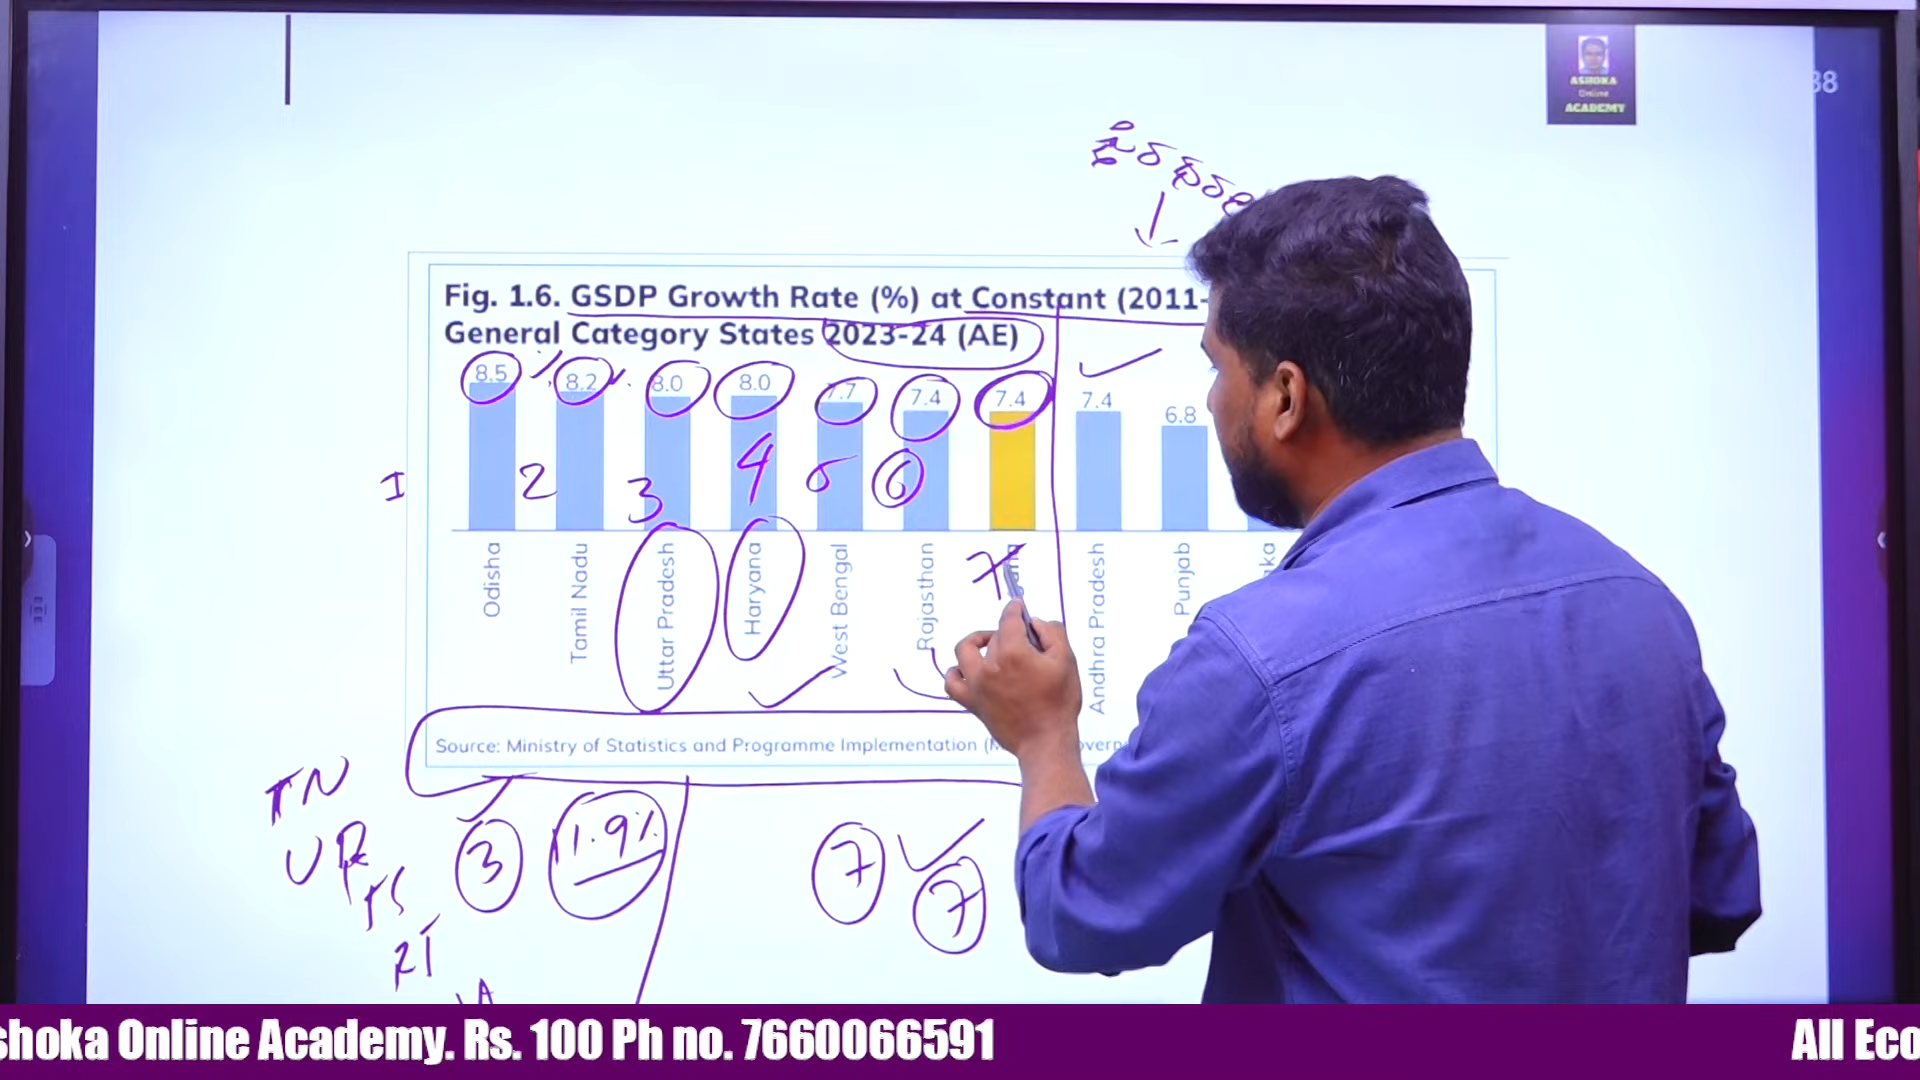 ASHOKA
Online
ACADEMY
38
స్థిర ధరల
Fig. 1.6. GSDP Growth Rate (%) at Constant (2011-
General Category States 2023-24 (AE)
8.5 8.2 8.0 8.0 7.7 7.4 7.4 7.4 6.8
I 2 3 4 5 6 7
Odisha
Tamil Nadu
Uttar Pradesh
Haryana
West Bengal
Rajasthan
Andhra Pradesh
Punjab
Source: Ministry of Statistics and Programme Implementation
TN
UP
TS
RJ
3 11.9% 7 7
shoka Online Academy. Rs. 100 Ph no. 7660066591 All Eco